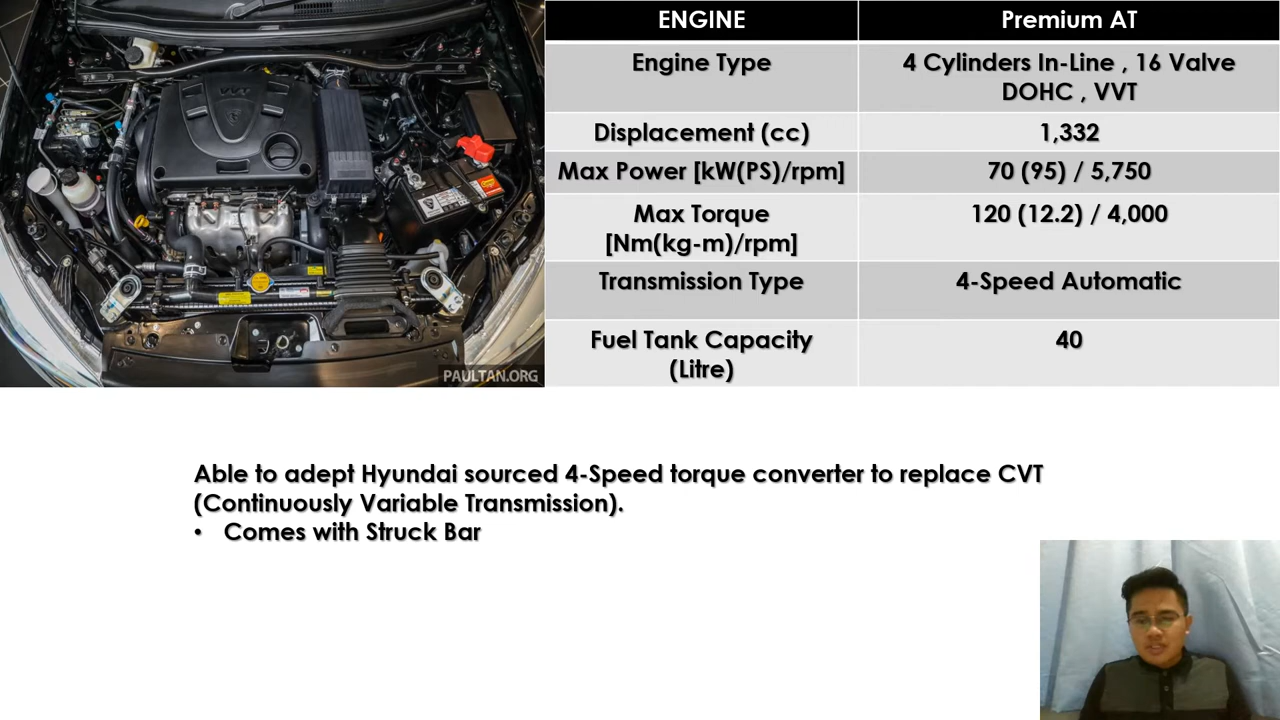 VVT
PAULTAN.ORG
ENGINE Premium AT
Engine Type 4 Cylinders In-Line , 16 Valve
DOHC , VVT
Displacement (cc) 1,332
Max Power [kW(PS)/rpm] 70 (95) / 5,750
Max Torque 120 (12.2) / 4,000
[Nm(kg-m)/rpm]
Transmission Type 4-Speed Automatic
Fuel Tank Capacity 40
(Litre)
Able to adept Hyundai sourced 4-Speed torque converter to replace CVT
(Continuously Variable Transmission).
• Comes with Struck Bar